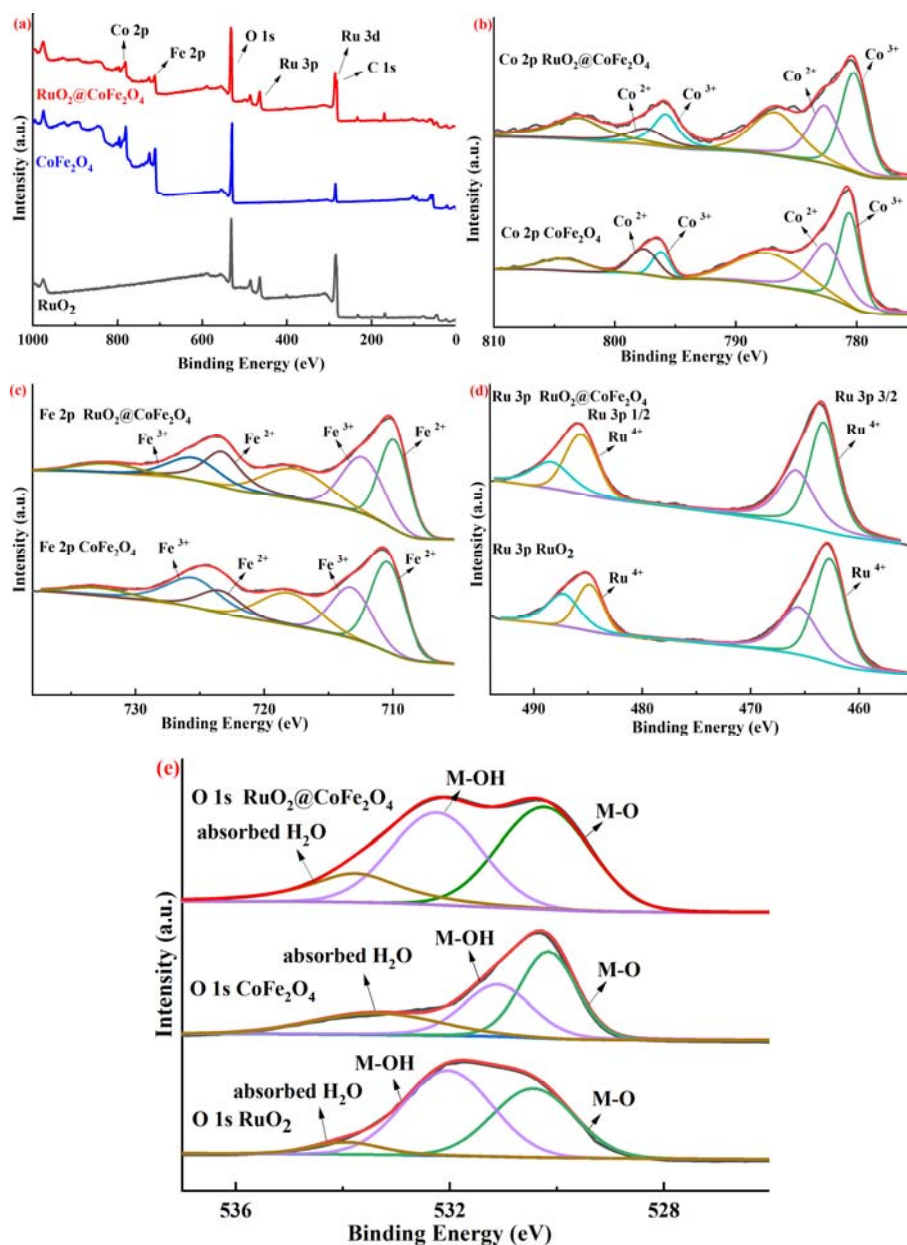 (a)
Co 2p
Fe 2p
O 1s
Ru 3p
Ru 3d
C 1s
RuO₂@CoFe₂O₄
CoFe₂O₄
RuO₂
Intensity (a.u.)
1000 800 600 400 200 0
Binding Energy (eV)
(b)
Co 2p RuO₂@CoFe₂O₄
Co ²⁺
Co ³⁺
Co ²⁺
Co ³⁺
Co 2p CoFe₂O₄
Co ²⁺
Co ³⁺
Co ²⁺
Co ³⁺
Intensity (a.u.)
810 800 790 780
Binding Energy (eV)
(c)
Fe 2p RuO₂@CoFe₂O₄
Fe ³⁺
Fe ²⁺
Fe ³⁺
Fe ²⁺
Fe 2p CoFe₂O₄
Fe ³⁺
Fe ²⁺
Fe ³⁺
Fe ²⁺
Intensity (a.u.)
730 720 710
Binding Energy (eV)
(d)
Ru 3p RuO₂@CoFe₂O₄
Ru 3p 1/2
Ru ⁴⁺
Ru 3p 3/2
Ru ⁴⁺
Ru 3p RuO₂
Ru ⁴⁺
Ru ⁴⁺
Intensity (a.u.)
490 480 470 460
Binding Energy (eV)
(e)
O 1s RuO₂@CoFe₂O₄
absorbed H₂O
M-OH
M-O
O 1s CoFe₂O₄
absorbed H₂O
M-OH
M-O
O 1s RuO₂
absorbed H₂O
M-OH
M-O
Intensity (a.u.)
536 532 528
Binding Energy (eV)